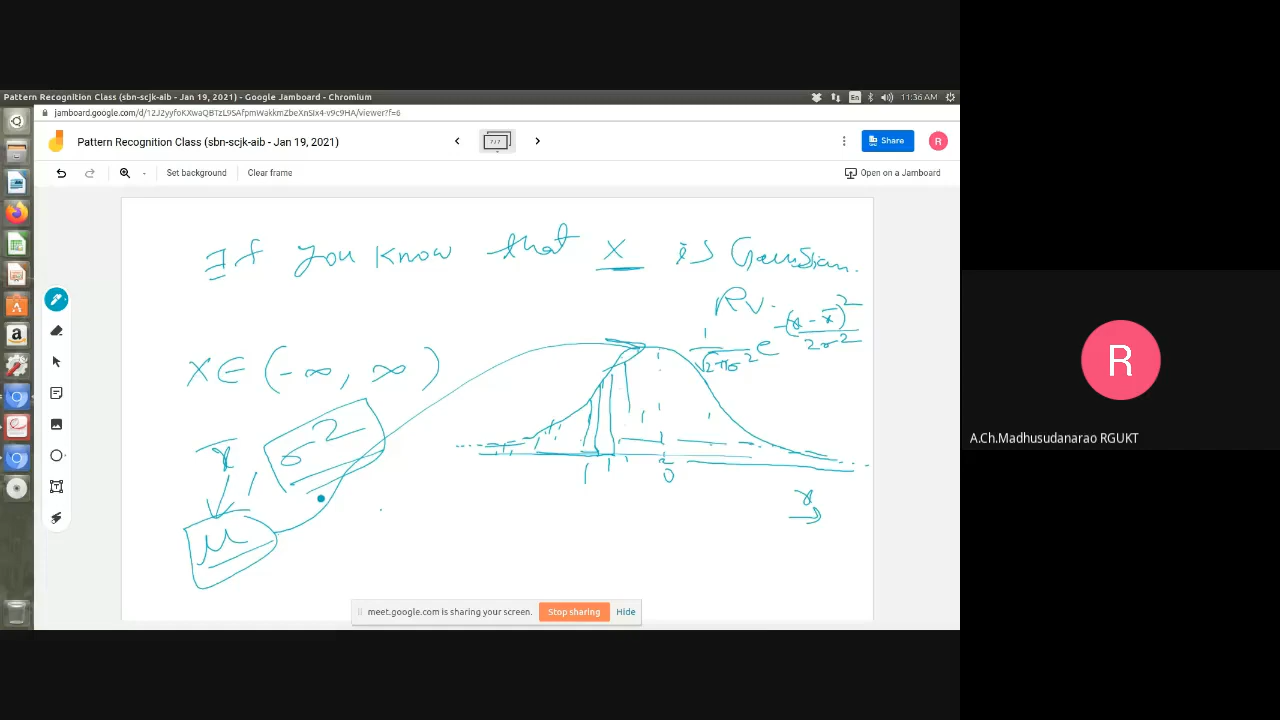 Pattern Recognition Class (sbn-scjk-aib - Jan 19, 2021) - Google Jamboard - Chromium
En
11:36 AM
jamboard.google.com/d/12J2yyfoKXwaQBTzL9SAfpmWakkmZbeXnSIx4-v9c9HA/viewer?f=6
Pattern Recognition Class (sbn-scjk-aib - Jan 19, 2021)
7 / 7
Share
R
Set background
Clear frame
Open on a Jamboard
If you know that X is Gaussian.
RV.
1/√2πσ² e -(x - x̄)²/2σ²
X ∈ (-∞, ∞)
x̄
σ²
μ
0
x
R
A.Ch.Madhusudanarao RGUKT
meet.google.com is sharing your screen.
Stop sharing
Hide